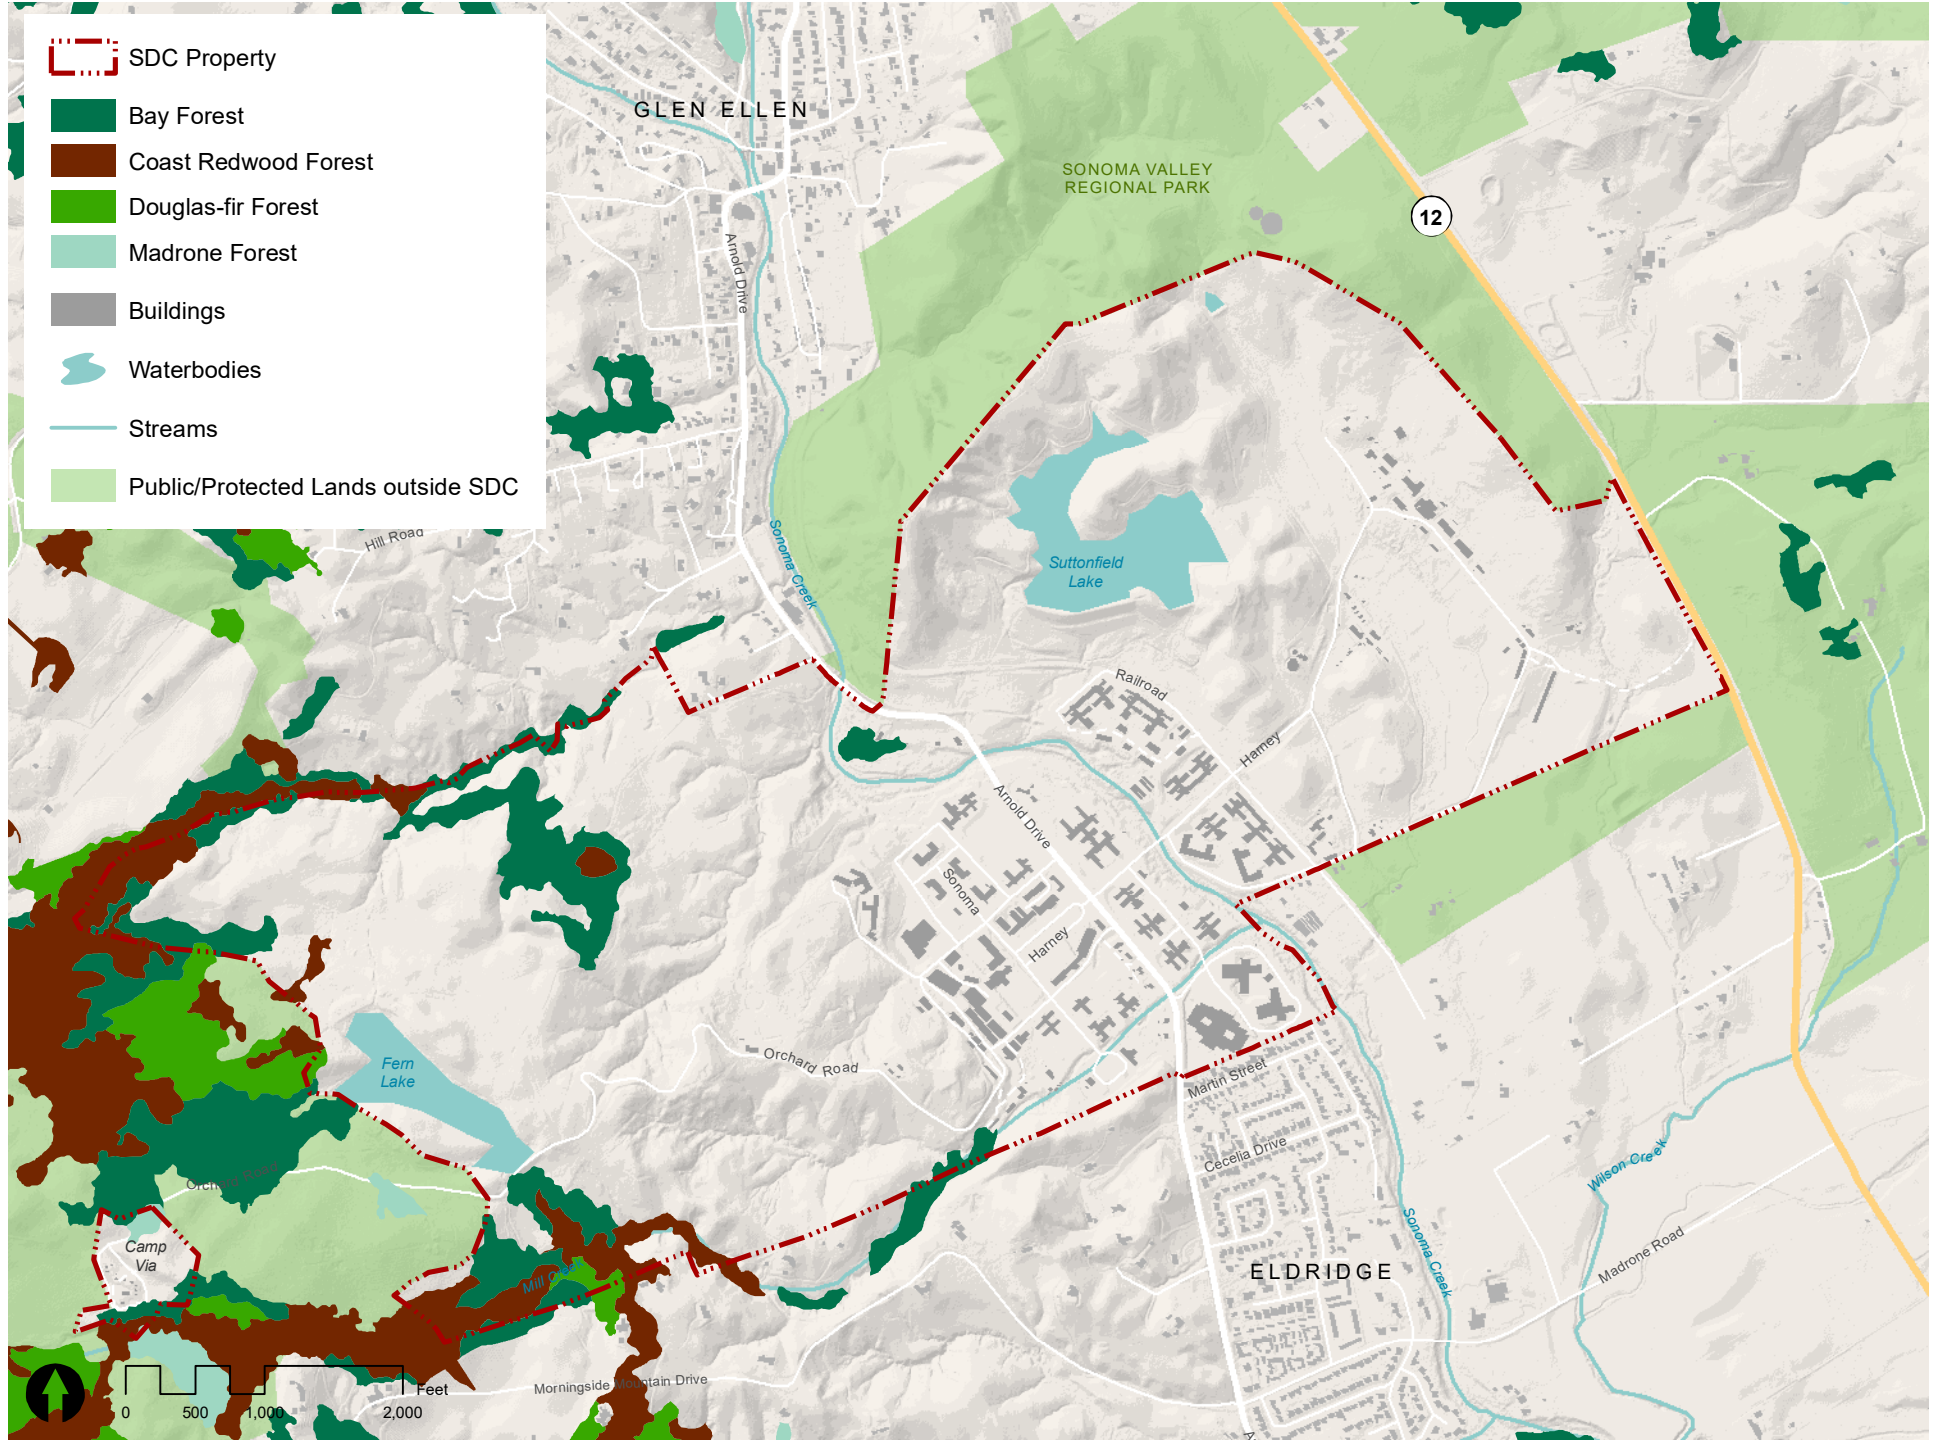 SDC Property
Bay Forest
Coast Redwood Forest
Douglas-fir Forest
Madrone Forest
Buildings
Waterbodies
Streams
Public/Protected Lands outside SDC
GLEN ELLEN
SONOMA VALLEY
REGIONAL PARK
12
Arnold Drive
Hill Road
Sonoma Creek
Suttonfield
Lake
Railroad
Harney
Arnold Drive
Sonoma
Harney
Fern
Lake
Orchard Road
Martin Street
Cecelia Drive
Orchard Road
Wilson Creek
Camp
Via
Mill Creek
Sonoma Creek
Madrone Road
ELDRIDGE
Morningside Mountain Drive
Feet
0
500
1,000
2,000